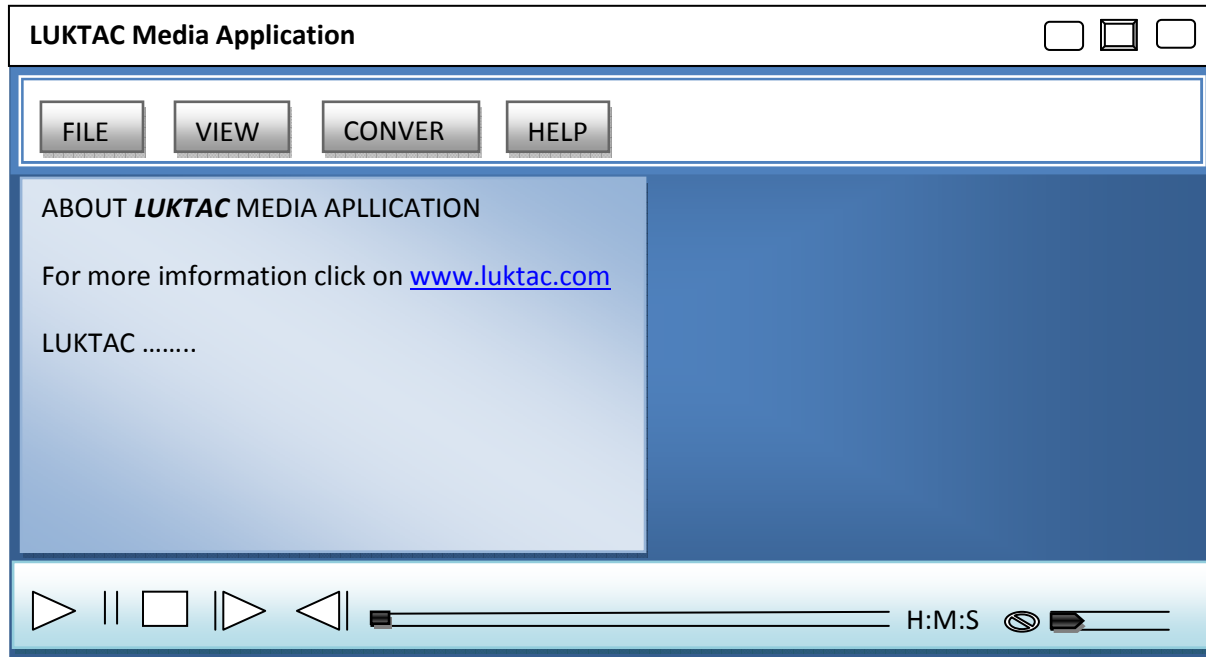 LUKTAC Media Application
FILE VIEW CONVER HELP
ABOUT LUKTAC MEDIA APLLICATION
For more imformation click on www.luktac.com
LUKTAC ........
H:M:S